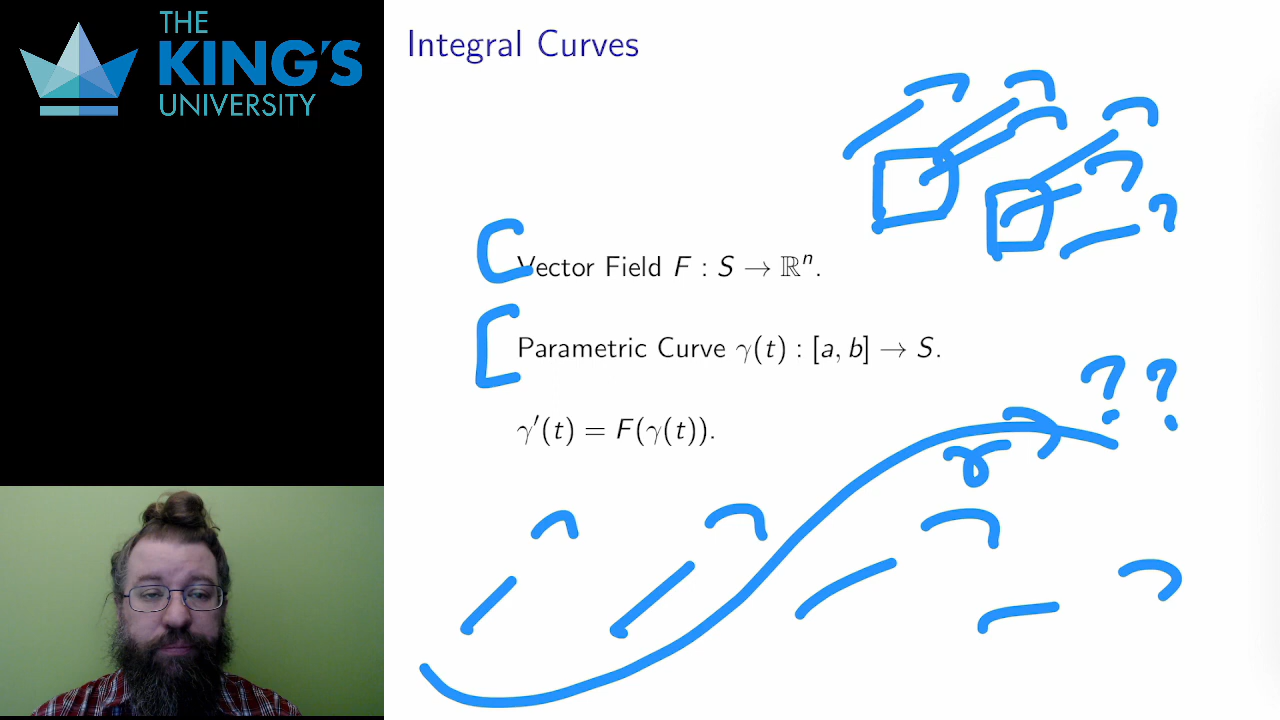 THE
KING'S
UNIVERSITY
Integral Curves
Vector Field F : S → ℝⁿ.
Parametric Curve γ(t) : [a, b] → S.
γ′(t) = F(γ(t)).
? ?
γ